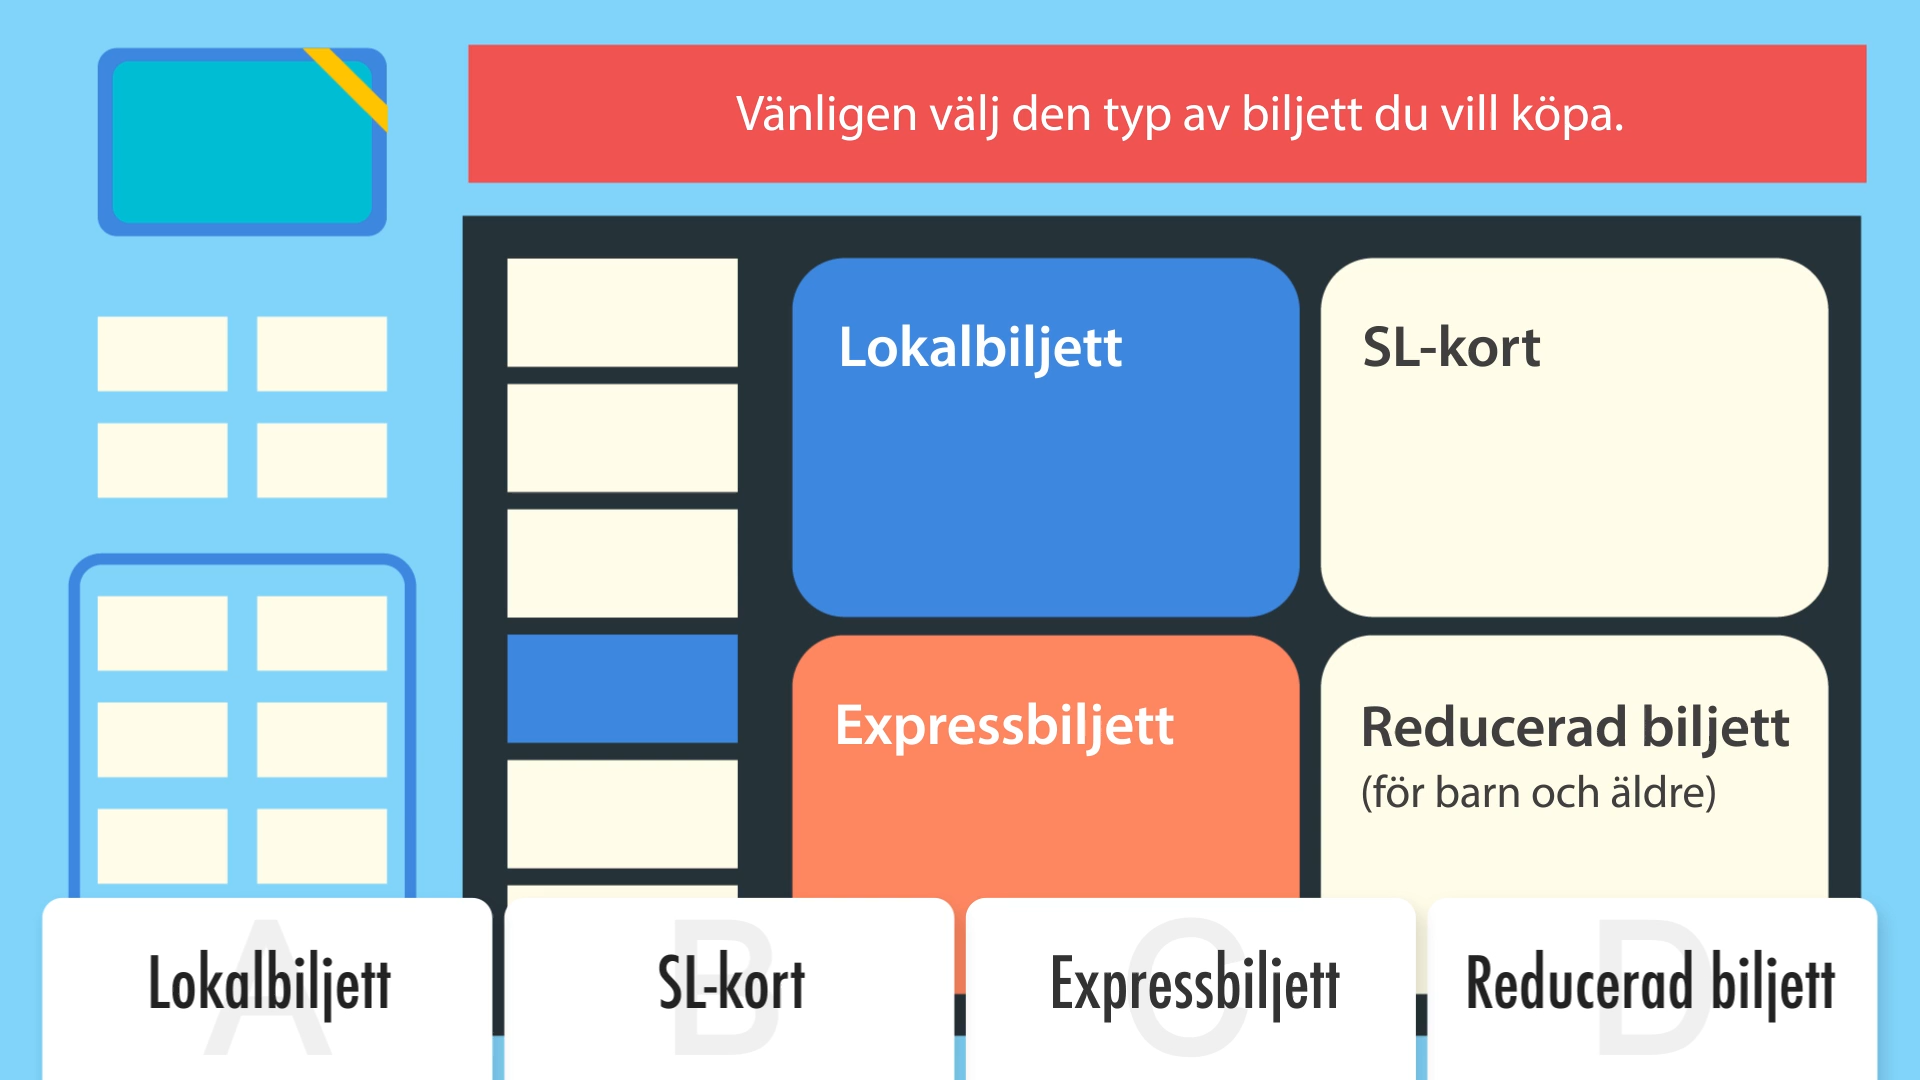 Vänligen välj den typ av biljett du vill köpa.
Lokalbiljett
SL-kort
Expressbiljett
Reducerad biljett
(för barn och äldre)
A
Lokalbiljett
B
SL-kort
C
Expressbiljett
D
Reducerad biljett